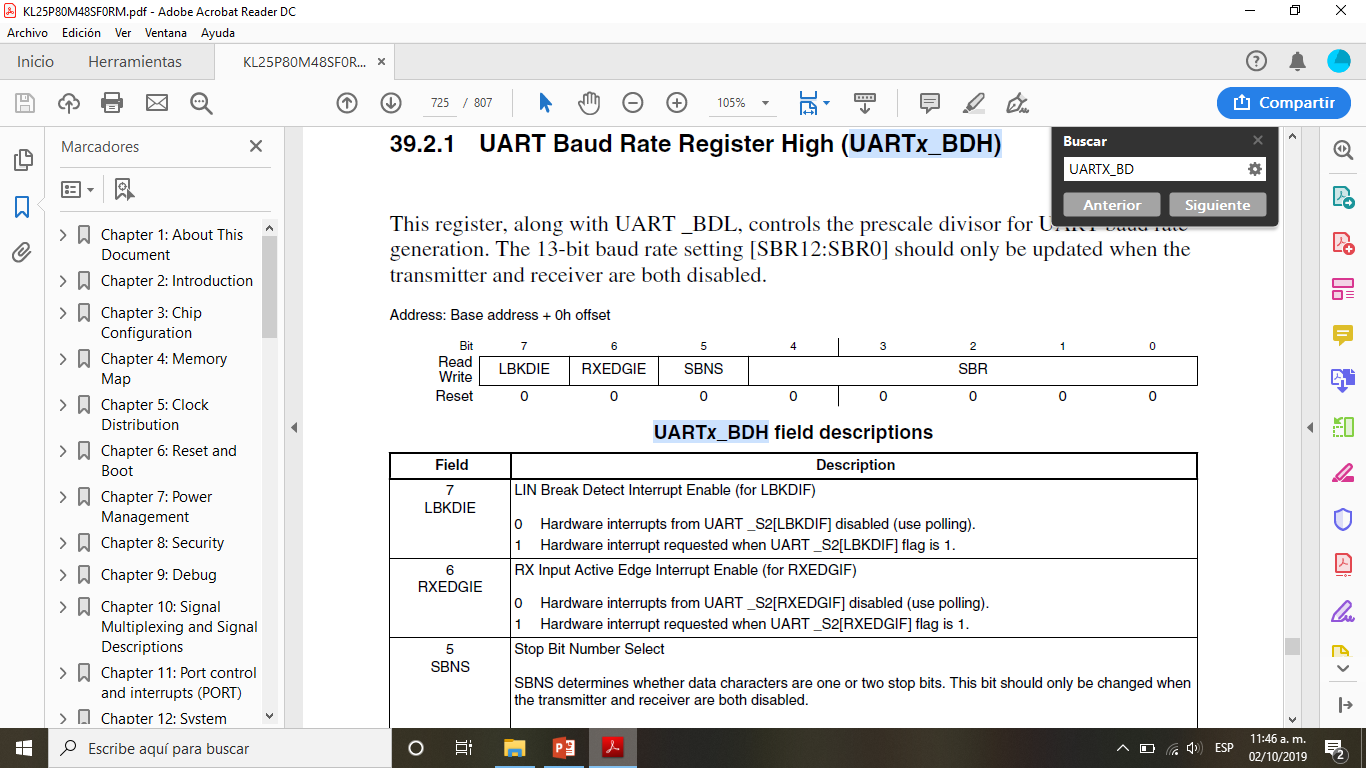 KL25P80M48SF0RM.pdf - Adobe Acrobat Reader DC
Archivo Edición Ver Ventana Ayuda
Inicio Herramientas KL25P80M48SF0R... ×
725 / 807 105% Compartir
Marcadores
Chapter 1: About This
Document
Chapter 2: Introduction
Chapter 3: Chip
Configuration
Chapter 4: Memory
Map
Chapter 5: Clock
Distribution
Chapter 6: Reset and
Boot
Chapter 7: Power
Management
Chapter 8: Security
Chapter 9: Debug
Chapter 10: Signal
Multiplexing and Signal
Descriptions
Chapter 11: Port control
and interrupts (PORT)
Chapter 12: System
39.2.1 UART Baud Rate Register High (UARTx_BDH)
Buscar
UARTX_BD
Anterior Siguiente
This register, along with UART _BDL, controls the prescale divisor for UART baud rate
generation. The 13-bit baud rate setting [SBR12:SBR0] should only be updated when the
transmitter and receiver are both disabled.
Address: Base address + 0h offset
Bit 7 6 5 4 3 2 1 0
Read
Write LBKDIE RXEDGIE SBNS SBR
Reset 0 0 0 0 0 0 0 0
UARTx_BDH field descriptions
Field Description
7
LBKDIE
LIN Break Detect Interrupt Enable (for LBKDIF)
0 Hardware interrupts from UART _S2[LBKDIF] disabled (use polling).
1 Hardware interrupt requested when UART _S2[LBKDIF] flag is 1.
6
RXEDGIE
RX Input Active Edge Interrupt Enable (for RXEDGIF)
0 Hardware interrupts from UART _S2[RXEDGIF] disabled (use polling).
1 Hardware interrupt requested when UART _S2[RXEDGIF] flag is 1.
5
SBNS
Stop Bit Number Select
SBNS determines whether data characters are one or two stop bits. This bit should only be changed when
the transmitter and receiver are both disabled.
Escribe aquí para buscar
ESP
11:46 a. m.
02/10/2019
2